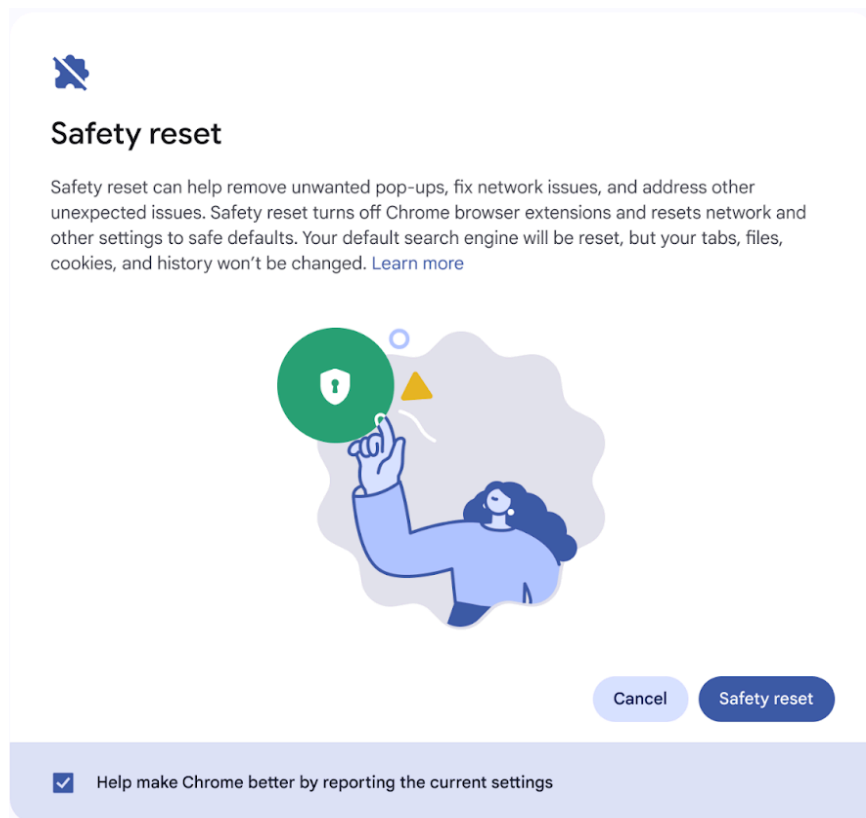 Safety reset
Safety reset can help remove unwanted pop-ups, fix network issues, and address other
unexpected issues. Safety reset turns off Chrome browser extensions and resets network and
other settings to safe defaults. Your default search engine will be reset, but your tabs, files,
cookies, and history won’t be changed. Learn more
Cancel
Safety reset
Help make Chrome better by reporting the current settings